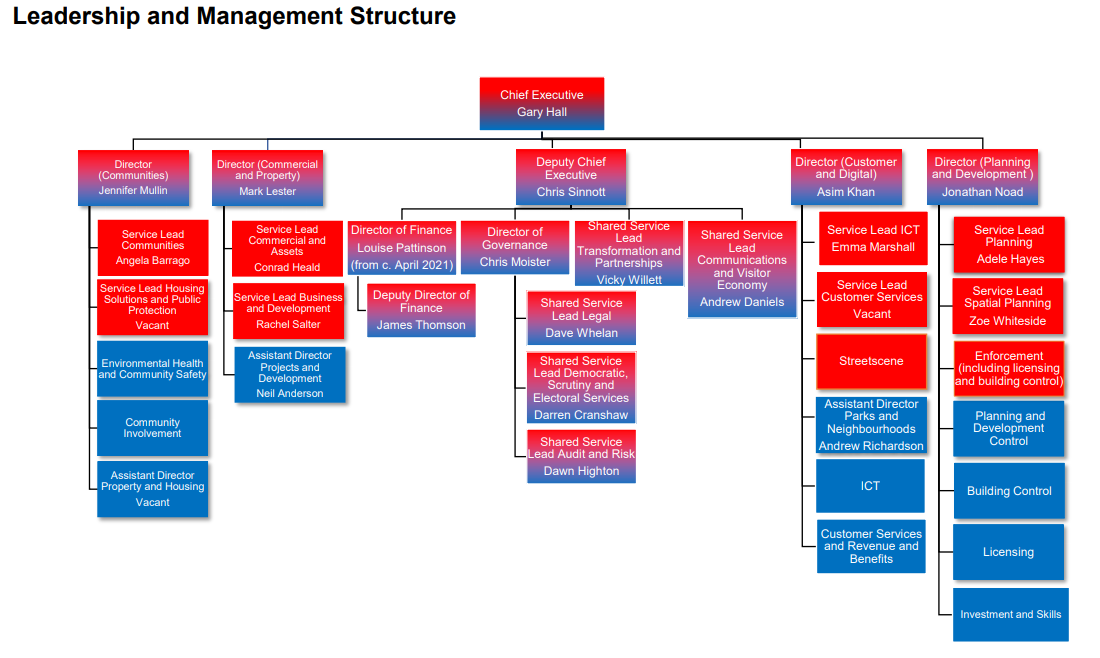 Leadership and Management Structure
Chief Executive
Gary Hall
Director
(Communities)
Jennifer Mullin
Service Lead
Communities
Angela Barrago
Service Lead Housing
Solutions and Public
Protection
Vacant
Environmental Health
and Community Safety
Community
Involvement
Assistant Director
Property and Housing
Vacant
Director (Commercial
and Property)
Mark Lester
Service Lead
Commercial and
Assets
Conrad Heald
Service Lead Business
and Development
Rachel Salter
Assistant Director
Projects and
Development
Neil Anderson
Deputy Chief
Executive
Chris Sinnott
Director of Finance
Louise Pattinson
(from c. April 2021)
Deputy Director of
Finance
James Thomson
Director of
Governance
Chris Moister
Shared Service
Lead Legal
Dave Whelan
Shared Service
Lead Democratic,
Scrutiny and
Electoral Services
Darren Cranshaw
Shared Service
Lead Audit and Risk
Dawn Highton
Shared Service
Lead
Transformation and
Partnerships
Vicky Willett
Shared Service
Lead
Communications
and Visitor
Economy
Andrew Daniels
Director (Customer
and Digital)
Asim Khan
Service Lead ICT
Emma Marshall
Service Lead
Customer Services
Vacant
Streetscene
Assistant Director
Parks and
Neighbourhoods
Andrew Richardson
ICT
Customer Services
and Revenue and
Benefits
Director (Planning
and Development )
Jonathan Noad
Service Lead
Planning
Adele Hayes
Service Lead
Spatial Planning
Zoe Whiteside
Enforcement
(including licensing
and building control)
Planning and
Development
Control
Building Control
Licensing
Investment and Skills